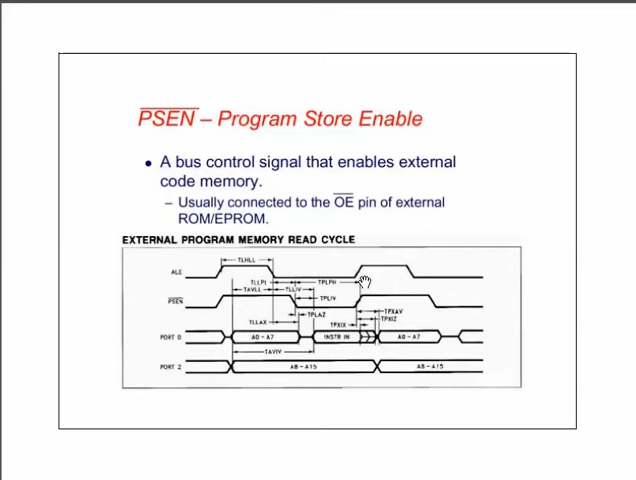 PSEN – Program Store Enable
• A bus control signal that enables external
code memory.
– Usually connected to the OE pin of external
ROM/EPROM.
EXTERNAL PROGRAM MEMORY READ CYCLE
TLHLL
ALE
TLLPL TPLPH
TAVLL TLLIV
PSEN TPLIV
TPLAZ TPXAV
TLLAX TPXIX TPXIZ
PORT 0 A0-A7 INSTR IN A0-A7
TAVIV
PORT 2 A8-A15 A8-A15